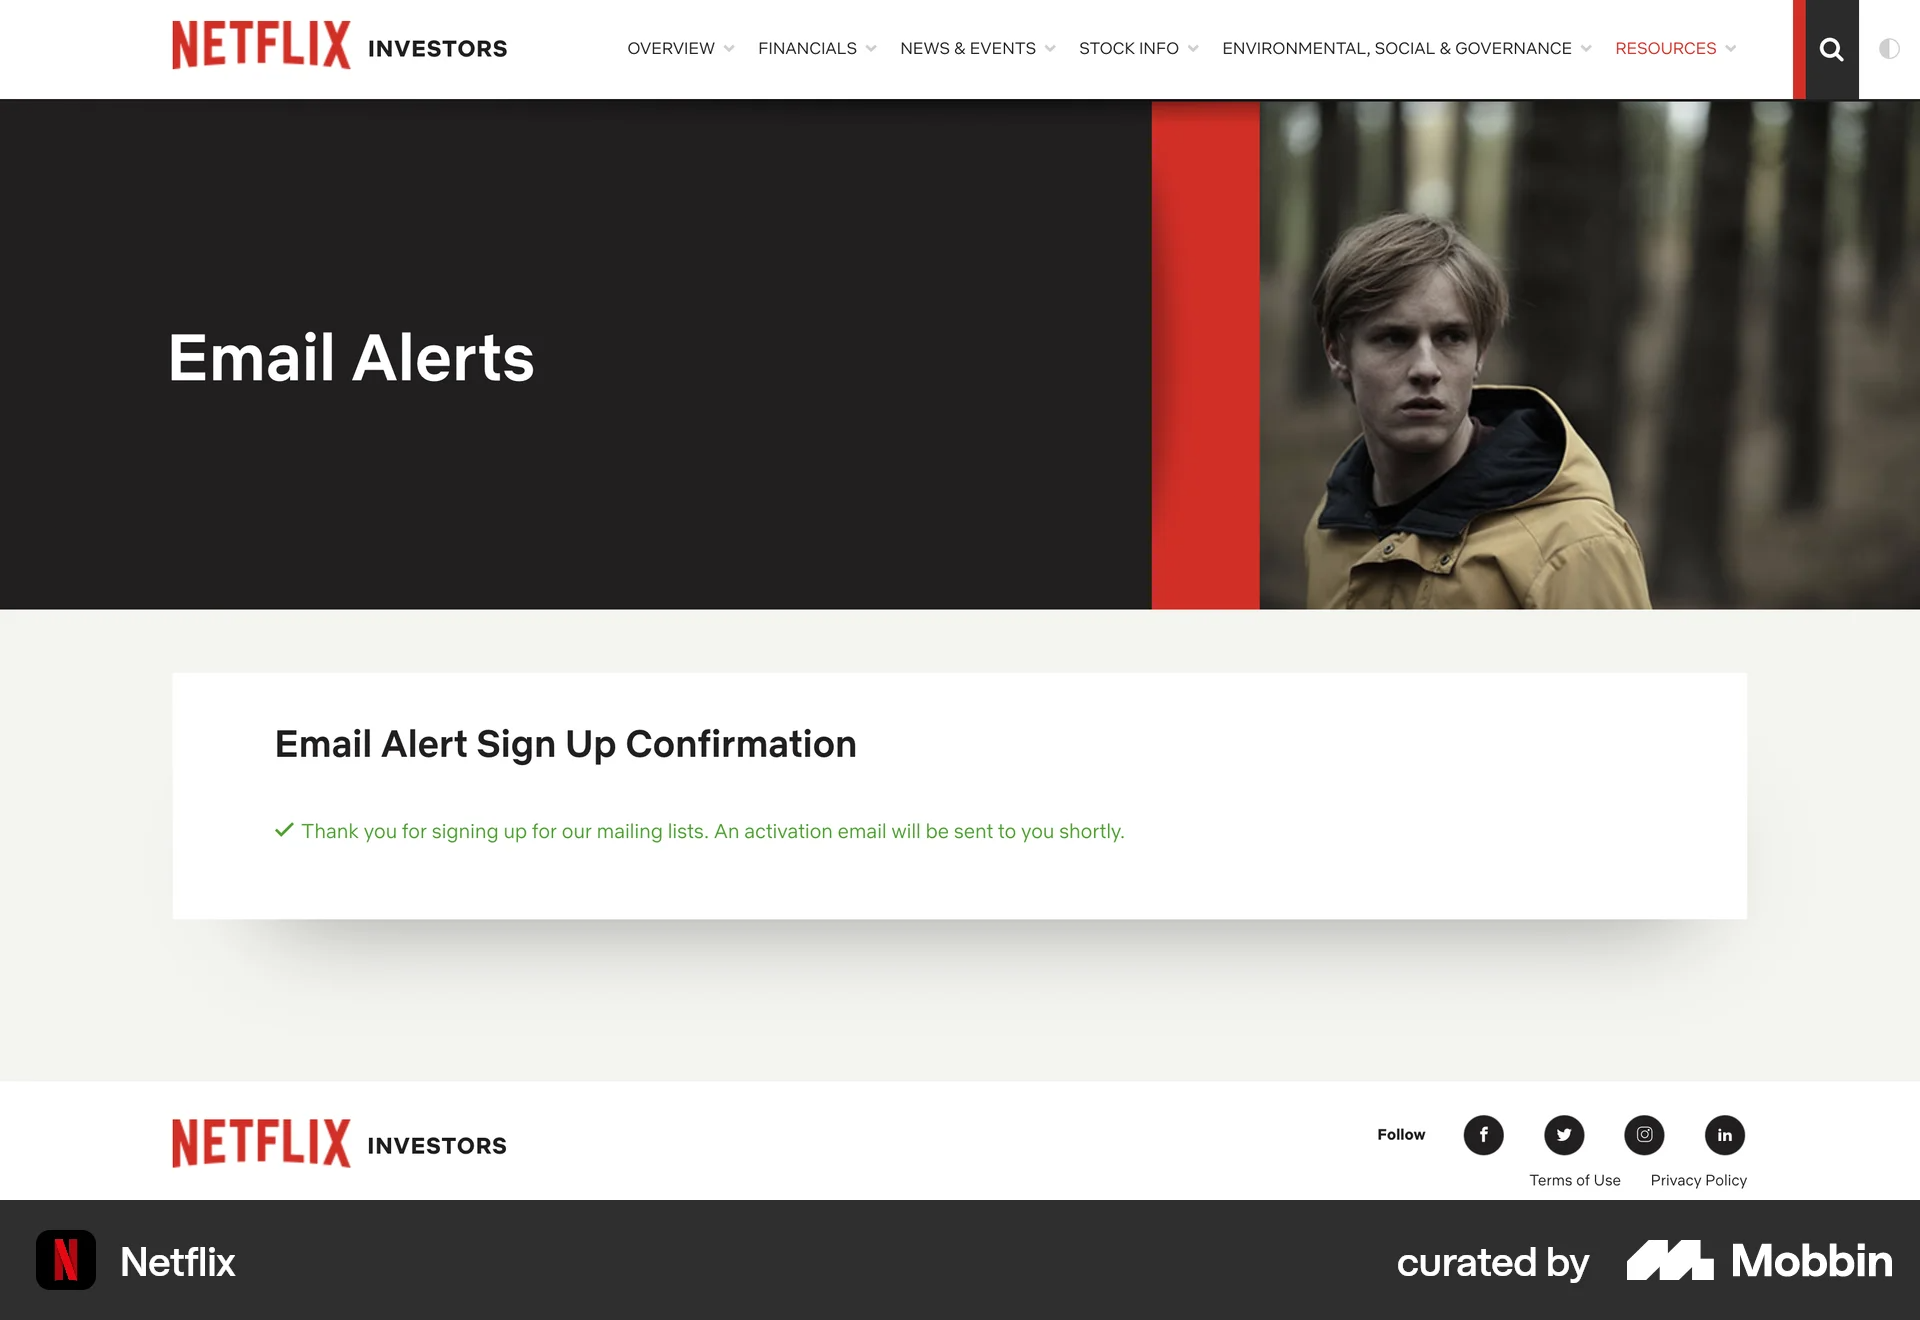 NETFLIX INVESTORS
OVERVIEW FINANCIALS NEWS & EVENTS STOCK INFO ENVIRONMENTAL, SOCIAL & GOVERNANCE RESOURCES
Email Alerts
Email Alert Sign Up Confirmation
Thank you for signing up for our mailing lists. An activation email will be sent to you shortly.
NETFLIX INVESTORS
Follow
Terms of Use Privacy Policy
Netflix
curated by Mobbin